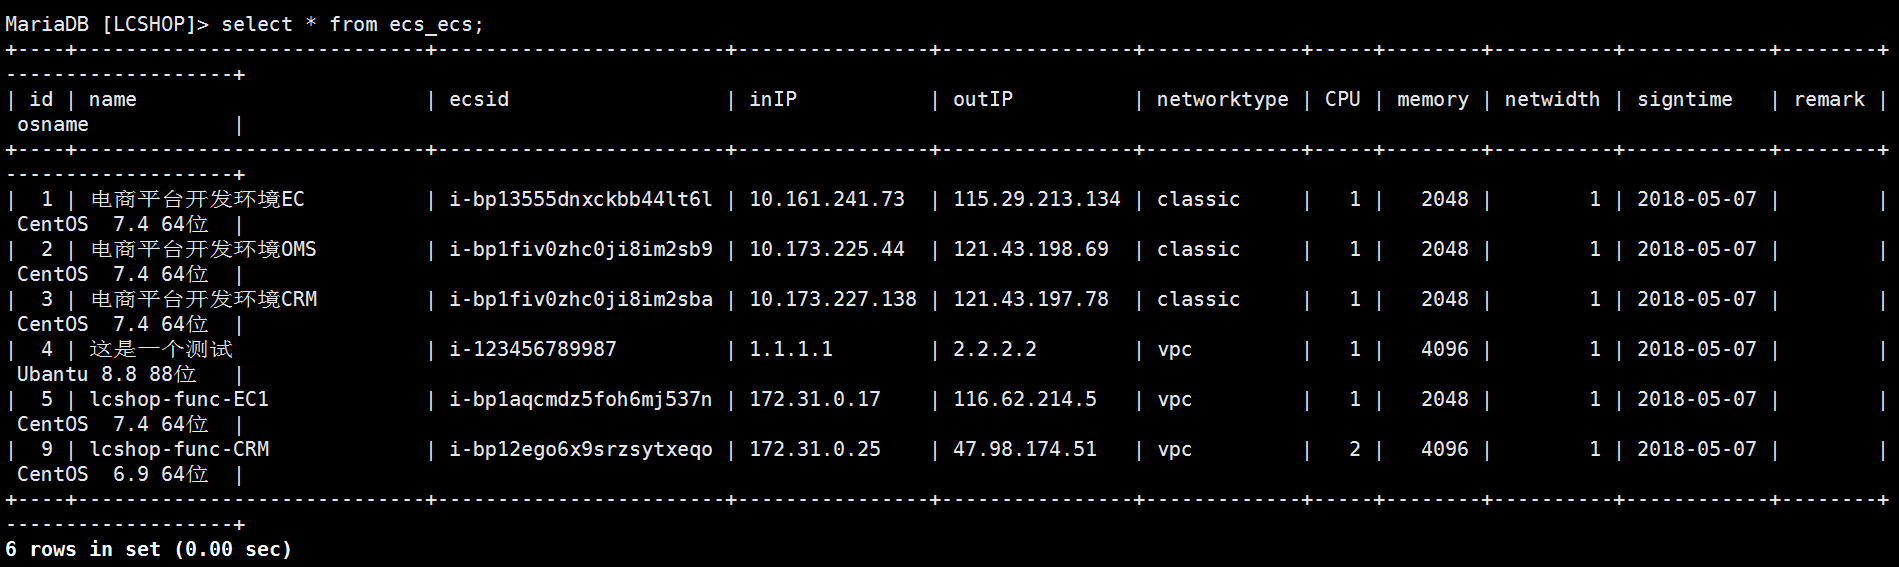 MariaDB [LCSHOP]> select * from ecs_ecs;
+----+-----------------------------+------------------------+----------------+----------------+-------------+-----+--------+----------+------------+--------+
-------------------+
| id | name                        | ecsid                  | inIP           | outIP          | networktype | CPU | memory | netwidth | signtime   | remark |
 osname            |
+----+-----------------------------+------------------------+----------------+----------------+-------------+-----+--------+----------+------------+--------+
-------------------+
|  1 | 电商平台开发环境EC          | i-bp13555dnxckbb44lt6l | 10.161.241.73  | 115.29.213.134 | classic     |   1 |   2048 |        1 | 2018-05-07 |        |
 CentOS  7.4 64位  |
|  2 | 电商平台开发环境OMS         | i-bp1fiv0zhc0ji8im2sb9 | 10.173.225.44  | 121.43.198.69  | classic     |   1 |   2048 |        1 | 2018-05-07 |        |
 CentOS  7.4 64位  |
|  3 | 电商平台开发环境CRM         | i-bp1fiv0zhc0ji8im2sba | 10.173.227.138 | 121.43.197.78  | classic     |   1 |   2048 |        1 | 2018-05-07 |        |
 CentOS  7.4 64位  |
|  4 | 这是一个测试                | i-123456789987         | 1.1.1.1        | 2.2.2.2        | vpc         |   1 |   4096 |        1 | 2018-05-07 |        |
 Ubantu 8.8 88位   |
|  5 | lcshop-func-EC1             | i-bp1aqcmdz5foh6mj537n | 172.31.0.17    | 116.62.214.5   | vpc         |   1 |   2048 |        1 | 2018-05-07 |        |
 CentOS  7.4 64位  |
|  9 | lcshop-func-CRM             | i-bp12ego6x9srzsytxeqo | 172.31.0.25    | 47.98.174.51   | vpc         |   2 |   4096 |        1 | 2018-05-07 |        |
 CentOS  6.9 64位  |
+----+-----------------------------+------------------------+----------------+----------------+-------------+-----+--------+----------+------------+--------+
-------------------+
6 rows in set (0.00 sec)